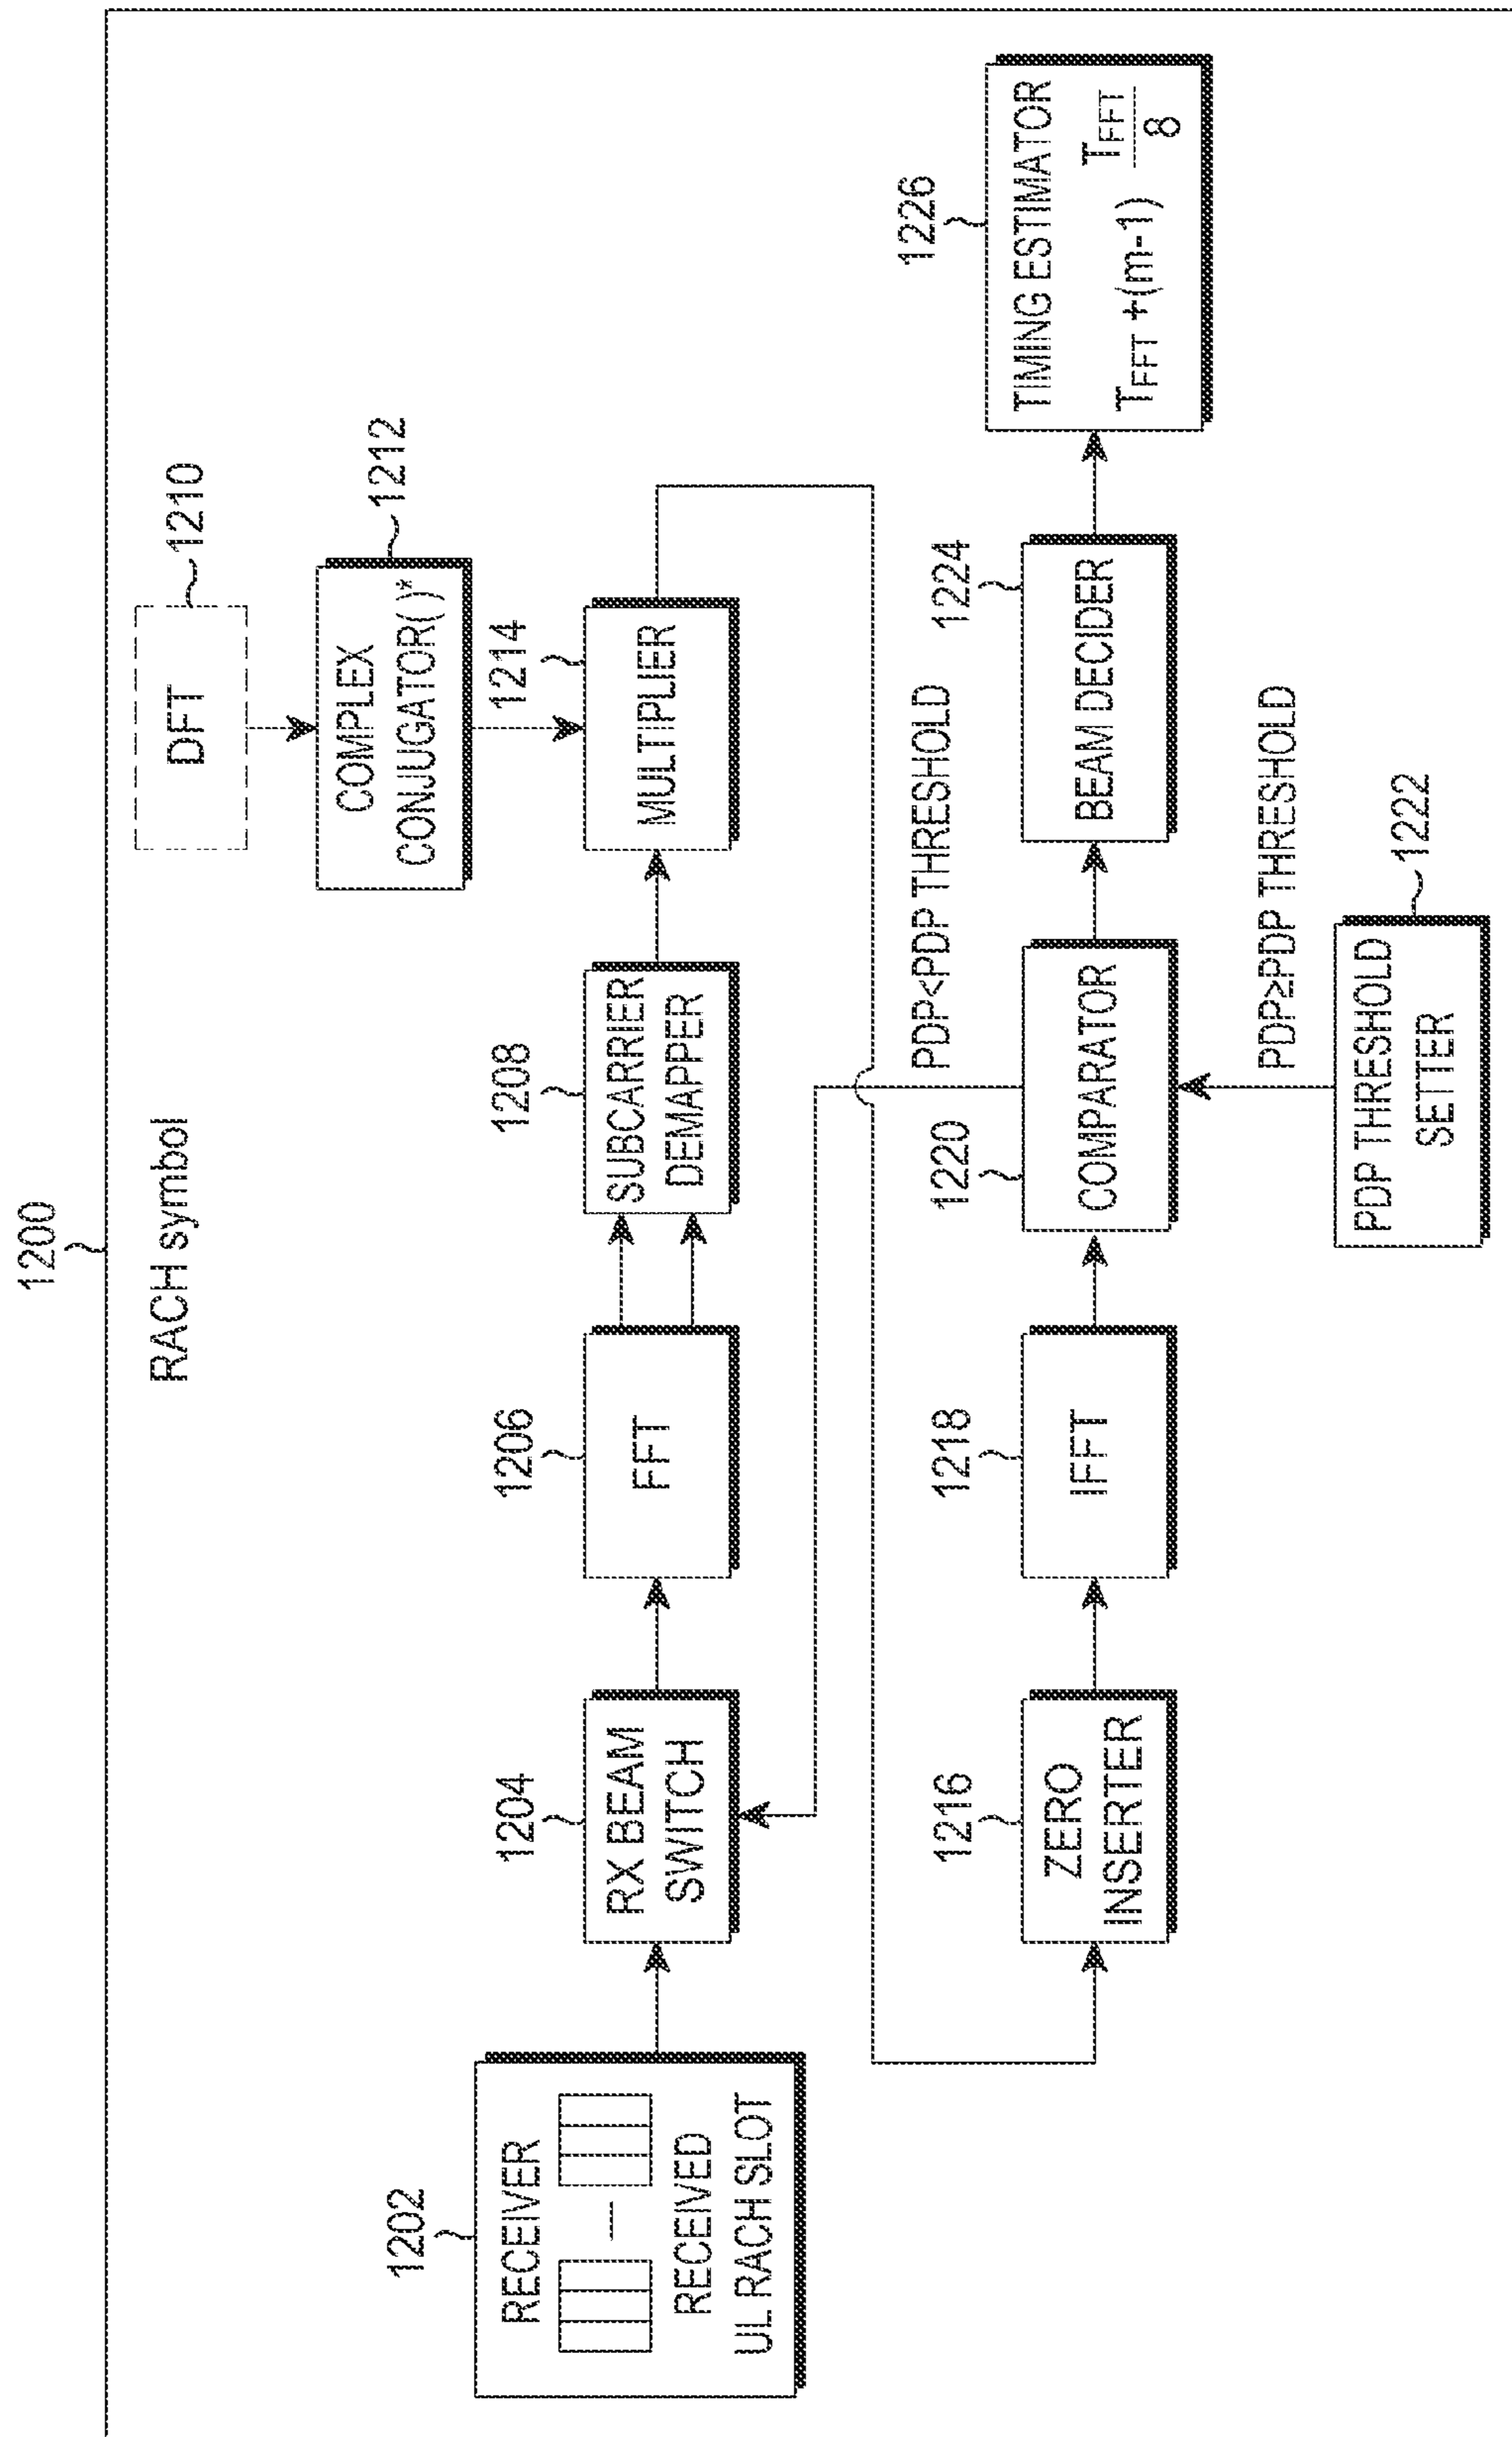 1200
RACH symbol
DFT
1210
COMPLEX
CONJUGATOR( )*
1212
1202
RECEIVER
RECEIVED
UL RACH SLOT
1204
RX BEAM
SWITCH
1206
FFT
1208
SUBCARRIER
DEMAPPER
1214
MULTIPLIER
PDP<PDP THRESHOLD
1216
ZERO
INSERTER
1218
IFFT
1220
COMPARATOR
1224
BEAM DECIDER
1226
TIMING ESTIMATOR
T_FFT +(m-1) T_FFT/8
PDP≥PDP THRESHOLD
PDP THRESHOLD
SETTER
1222